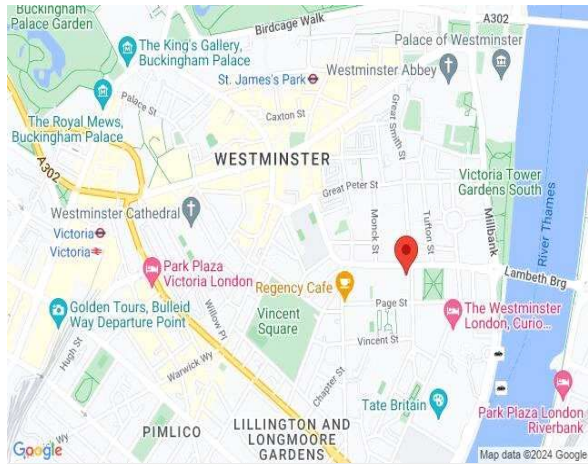 Buckingham
Palace Garden
Birdcage Walk
A302
The King's Gallery,
Buckingham Palace
Palace of Westminster
St. James's Park
Westminster Abbey
Palace St
Caxton St
Great Smith St
The Royal Mews,
Buckingham Palace
A302
WESTMINSTER
Victoria Tower
Gardens South
Great Peter St
Millbank
River Thames
Westminster Cathedral
Monck St
Tufton St
Victoria
Victoria
Park Plaza
Victoria London
Regency Cafe
Lambeth Brg
Golden Tours, Bulleid
Way Departure Point
Willow Pl
Vincent
Square
Page St
The Westminster
London, Curio...
Hugh St
Vincent St
Warwick Wy
Chapter St
Tate Britain
Park Plaza London
Riverbank
PIMLICO
LILLINGTON AND
LONGMOORE
GARDENS
Wy
Google
Map data ©2024 Google